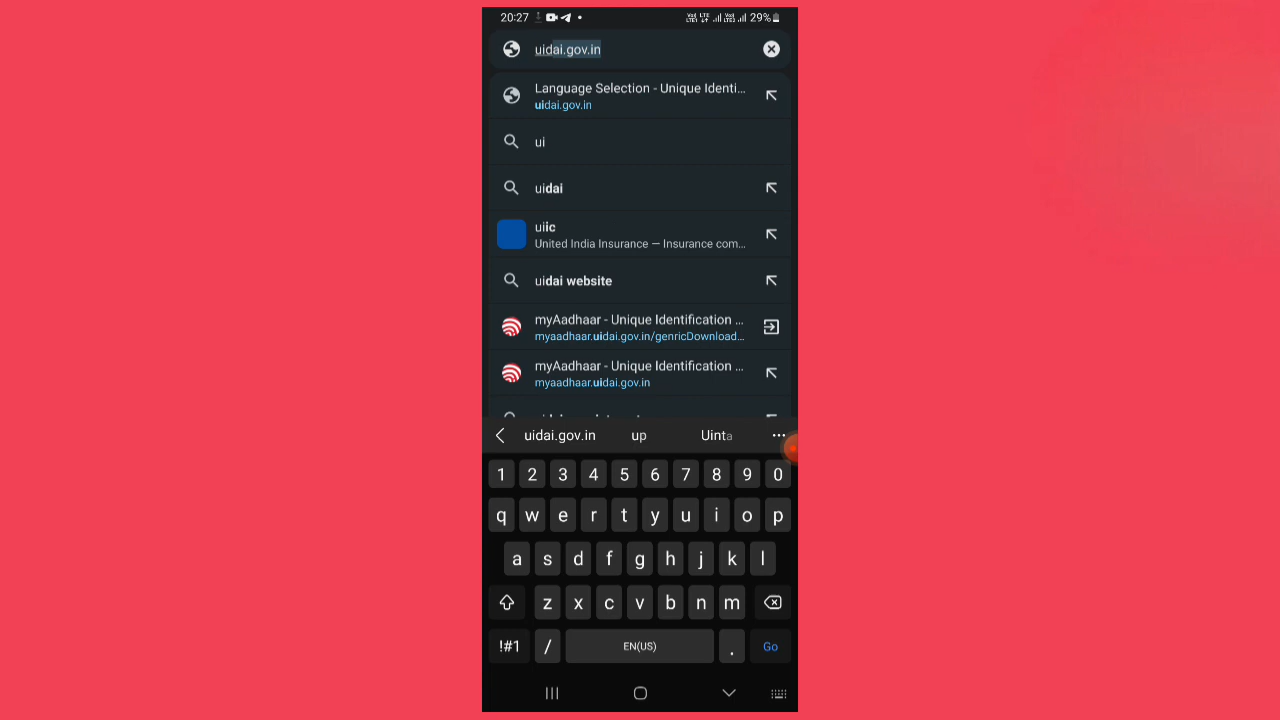 20:27 29%
uidai.gov.in
Language Selection - Unique Identi...
uidai.gov.in
ui
uidai
uiic
United India Insurance — Insurance com...
uidai website
myAadhaar - Unique Identification ...
myaadhaar.uidai.gov.in/genricDownload...
myAadhaar - Unique Identification ...
myaadhaar.uidai.gov.in
uidai.gov.in up Uinta
1 2 3 4 5 6 7 8 9 0
q w e r t y u i o p
a s d f g h j k l
z x c v b n m
!#1 / EN(US) . Go